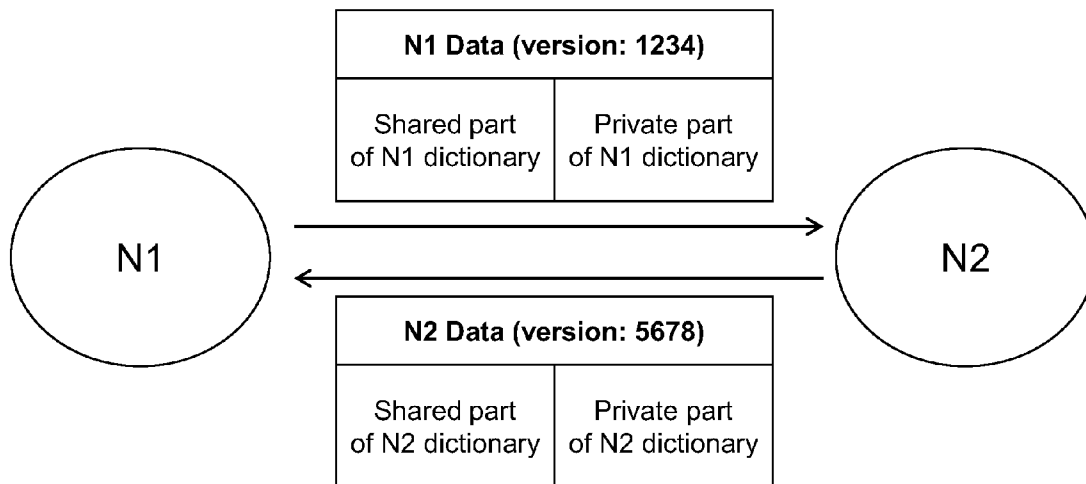 N1 Data (version: 1234)
Shared part
of N1 dictionary
Private part
of N1 dictionary
N1
N2
N2 Data (version: 5678)
Shared part
of N2 dictionary
Private part
of N2 dictionary